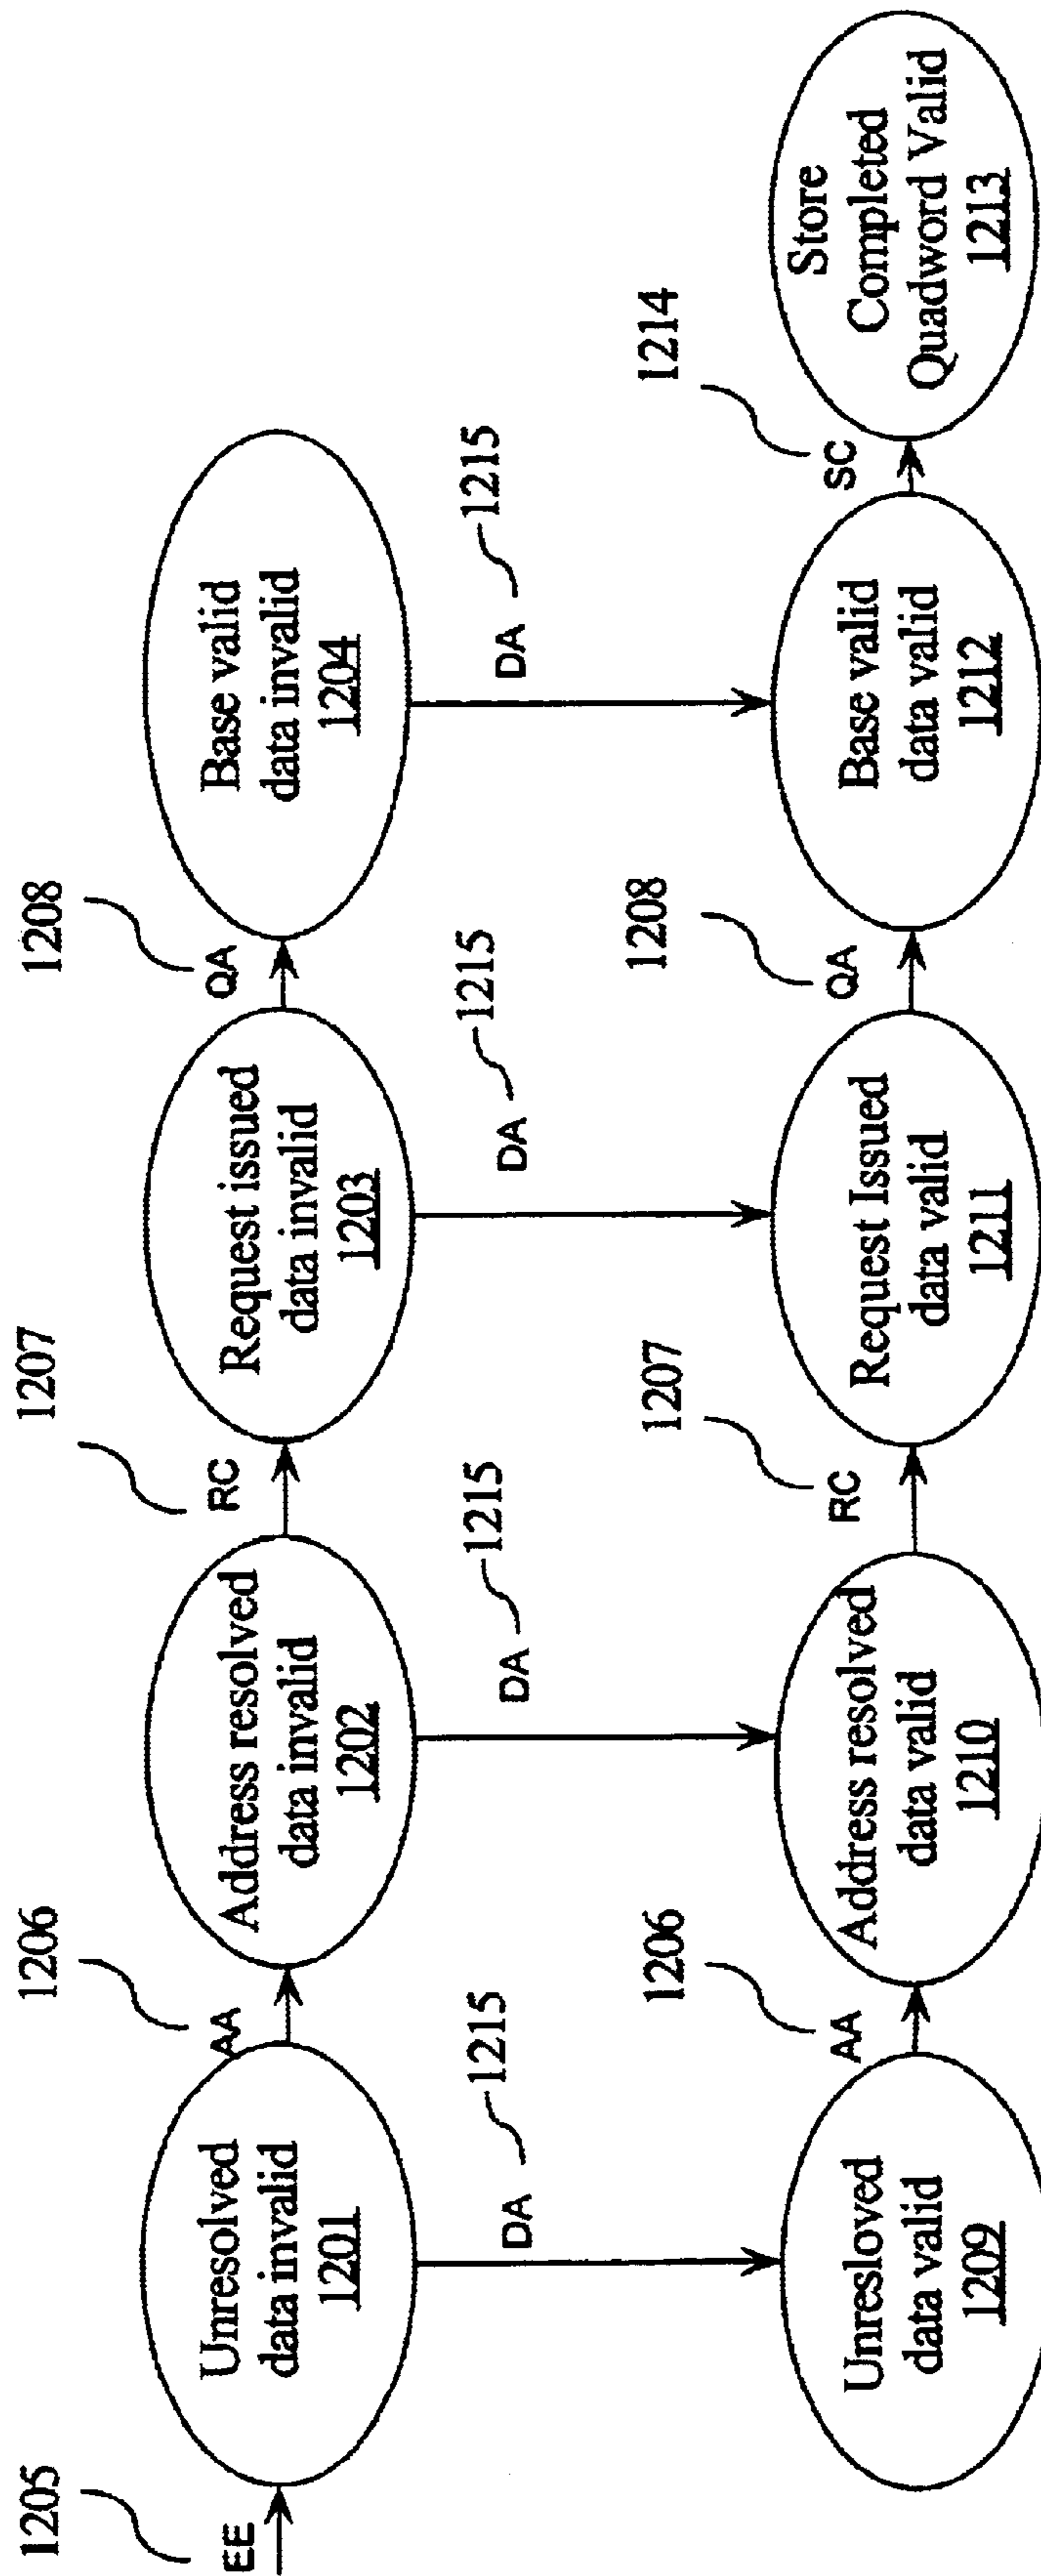 1205
EE
Unresolved
data invalid
1201
1206
AA
Address resolved
data invalid
1202
1207
RC
Request issued
data invalid
1203
1208
QA
Base valid
data invalid
1204
DA
1215
DA
1215
DA
1215
DA
1215
Unresloved
data valid
1209
1206
AA
Address resolved
data valid
1210
1207
RC
Request Issued
data valid
1211
1208
QA
Base valid
data valid
1212
1214
SC
Store
Completed
Quadword Valid
1213